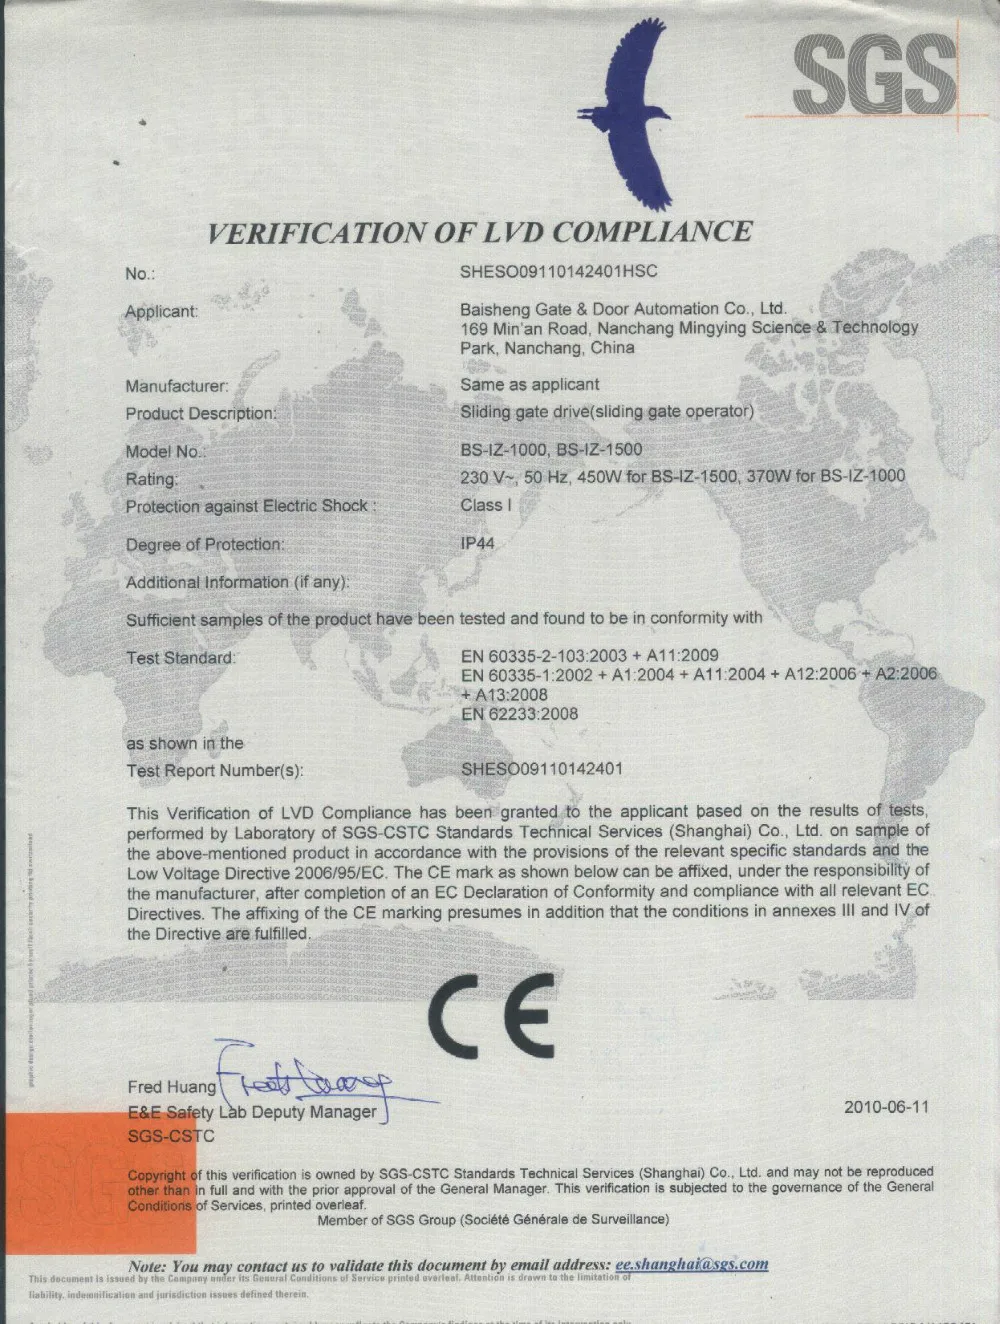 SGS
VERIFICATION OF LVD COMPLIANCE
No.: SHESO09110142401HSC
Applicant: Baisheng Gate & Door Automation Co., Ltd.
169 Min'an Road, Nanchang Mingying Science & Technology
Park, Nanchang, China
Manufacturer: Same as applicant
Product Description: Sliding gate drive(sliding gate operator)
Model No.: BS-IZ-1000, BS-IZ-1500
Rating: 230 V~, 50 Hz, 450W for BS-IZ-1500, 370W for BS-IZ-1000
Protection against Electric Shock : Class I
Degree of Protection: IP44
Additional Information (if any):
Sufficient samples of the product have been tested and found to be in conformity with
Test Standard: EN 60335-2-103:2003 + A11:2009
EN 60335-1:2002 + A1:2004 + A11:2004 + A12:2006 + A2:2006
+ A13:2008
EN 62233:2008
as shown in the
Test Report Number(s): SHESO09110142401
This Verification of LVD Compliance has been granted to the applicant based on the results of tests,
performed by Laboratory of SGS-CSTC Standards Technical Services (Shanghai) Co., Ltd. on sample of
the above-mentioned product in accordance with the provisions of the relevant specific standards and the
Low Voltage Directive 2006/95/EC. The CE mark as shown below can be affixed, under the responsibility of
the manufacturer, after completion of an EC Declaration of Conformity and compliance with all relevant EC
Directives. The affixing of the CE marking presumes in addition that the conditions in annexes III and IV of
the Directive are fulfilled.
CE
Fred Huang
E&E Safety Lab Deputy Manager
SGS-CSTC
2010-06-11
Copyright of this verification is owned by SGS-CSTC Standards Technical Services (Shanghai) Co., Ltd. and may not be reproduced
other than in full and with the prior approval of the General Manager. This verification is subjected to the governance of the General
Conditions of Services, printed overleaf.
Member of SGS Group (Société Générale de Surveillance)
Note: You may contact us to validate this document by email address: ee.shanghai@sgs.com
This document is issued by the Company under its General Conditions of Service printed overleaf. Attention is drawn to the limitation of
liability, indemnification and jurisdiction issues defined therein.